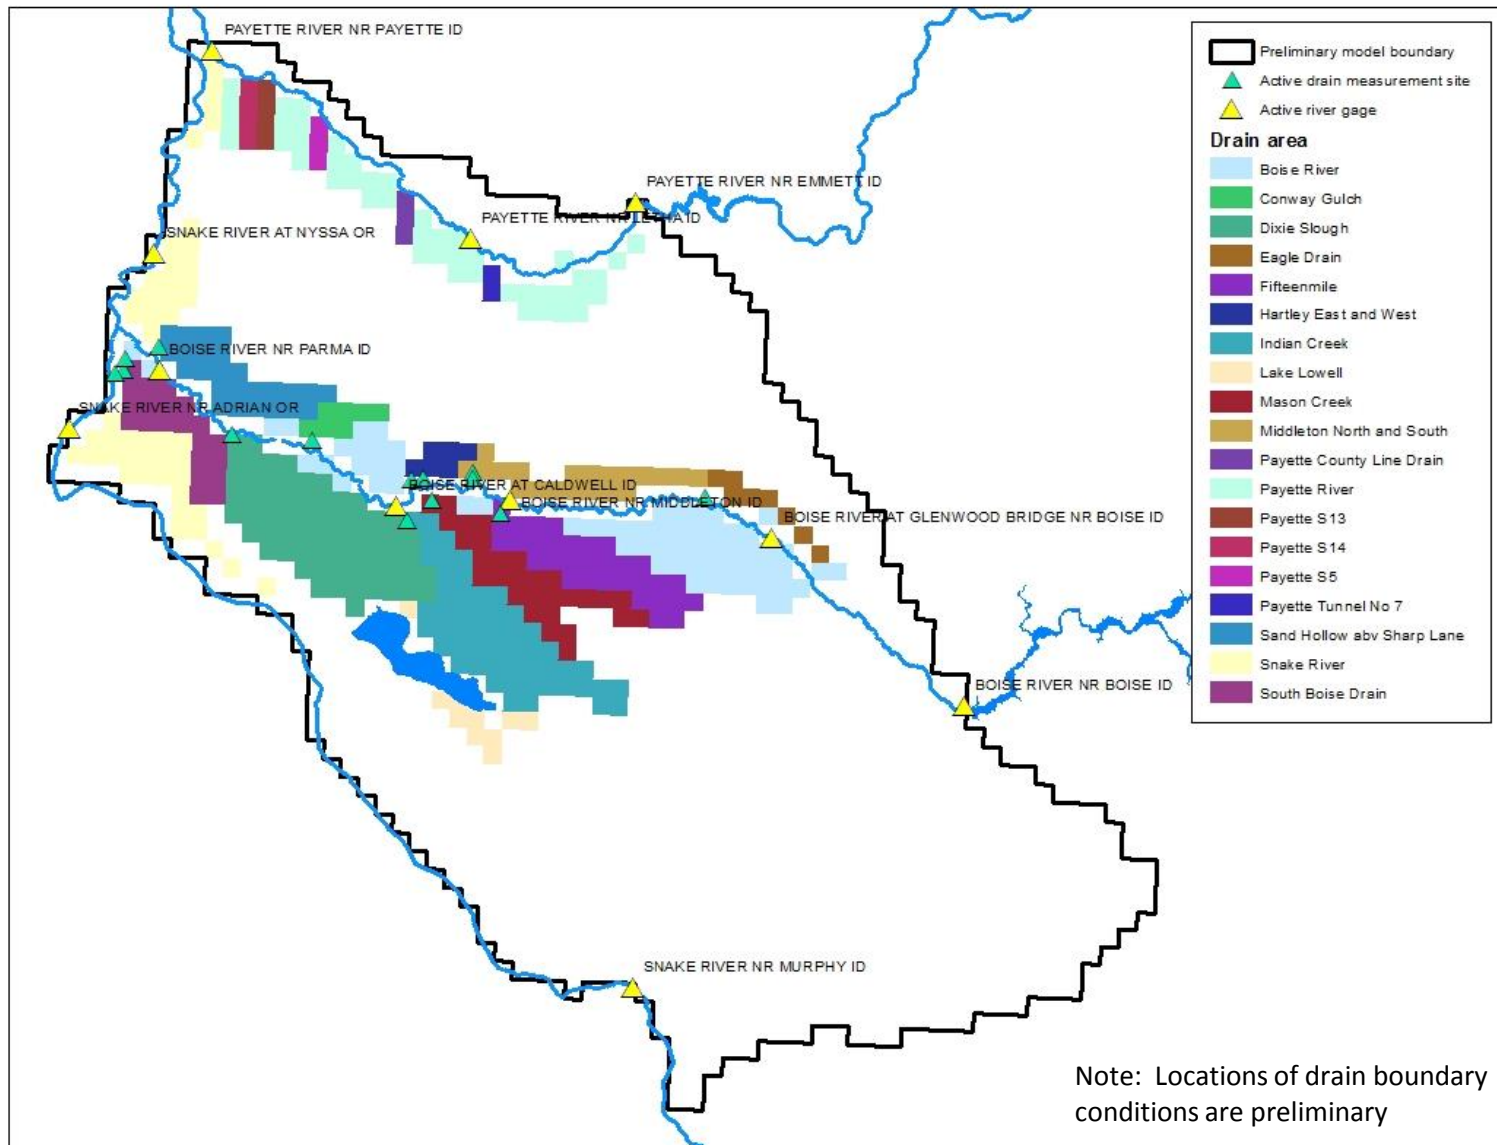 PAYETTE RIVER NR PAYETTE ID
PAYETTE RIVER NR EMMETT ID
PAYETTE RIVER NR LETHA ID
SNAKE RIVER AT NYSSA OR
BOISE RIVER NR PARMA ID
SNAKE RIVER NR ADRIAN OR
BOISE RIVER AT CALDWELL ID
BOISE RIVER NR MIDDLETON ID
BOISE RIVER AT GLENWOOD BRIDGE NR BOISE ID
BOISE RIVER NR BOISE ID
SNAKE RIVER NR MURPHY ID
Preliminary model boundary
Active drain measurement site
Active river gage
Drain area
Boise River
Conway Gulch
Dixie Slough
Eagle Drain
Fifteenmile
Hartley East and West
Indian Creek
Lake Lowell
Mason Creek
Middleton North and South
Payette County Line Drain
Payette River
Payette S13
Payette S14
Payette S5
Payette Tunnel No 7
Sand Hollow abv Sharp Lane
Snake River
South Boise Drain
Note: Locations of drain boundary
conditions are preliminary